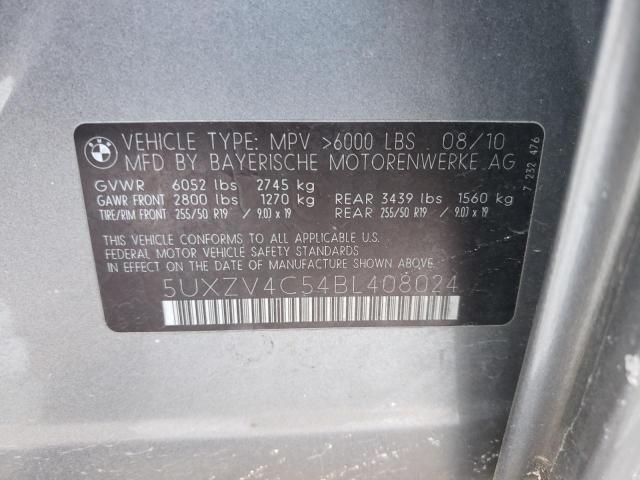 BMW
VEHICLE TYPE: MPV >6000 LBS 08/10
MFD BY BAYERISCHE MOTORENWERKE AG
GVWR 6052 lbs 2745 kg
GAWR FRONT 2800 lbs 1270 kg REAR 3439 lbs 1560 kg
TIRE/RIM FRONT 255/50 R19 / 9.0J x 19 REAR 255/50 R19 / 9.0J x 19
THIS VEHICLE CONFORMS TO ALL APPLICABLE U.S.
FEDERAL MOTOR VEHICLE SAFETY STANDARDS
IN EFFECT ON THE DATE OF MANUFACTURE SHOWN ABOVE.
5UXZV4C54BL408024
7 232 476